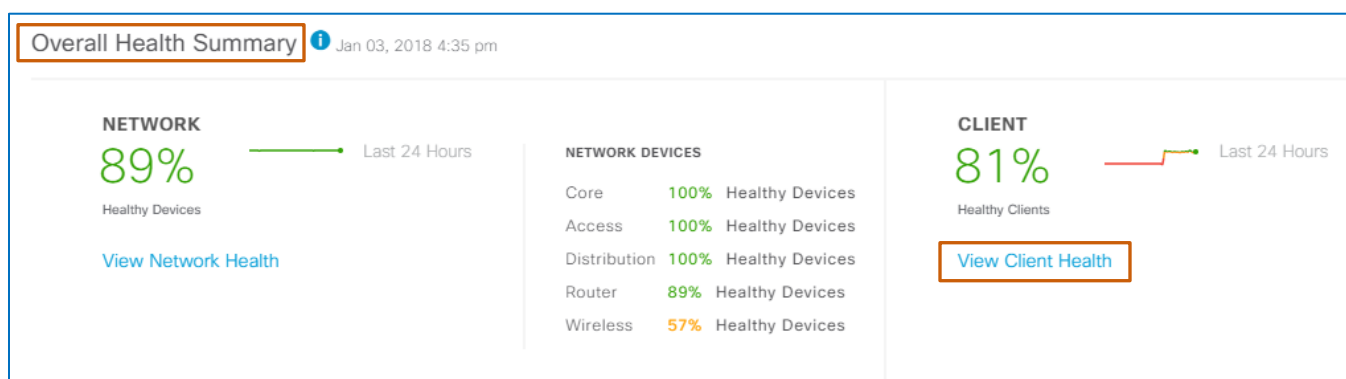 Overall Health Summary i Jan 03, 2018 4:35 pm
NETWORK
89%
Last 24 Hours
Healthy Devices
View Network Health
NETWORK DEVICES
Core 100% Healthy Devices
Access 100% Healthy Devices
Distribution 100% Healthy Devices
Router 89% Healthy Devices
Wireless 57% Healthy Devices
CLIENT
81%
Last 24 Hours
Healthy Clients
View Client Health